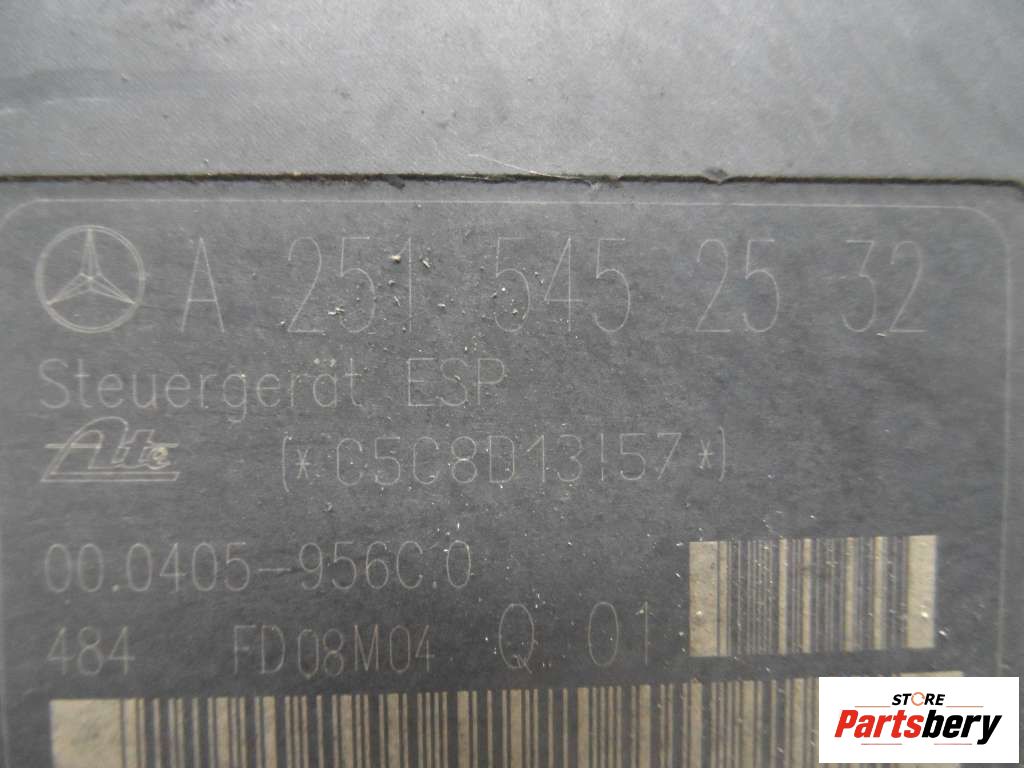 A 251 545 25 32
Steuergerät ESP
Ate (*C5C8D13157*)
00.0405-956C.0
484 FD08M04 Q 01
STORE
Partsbery